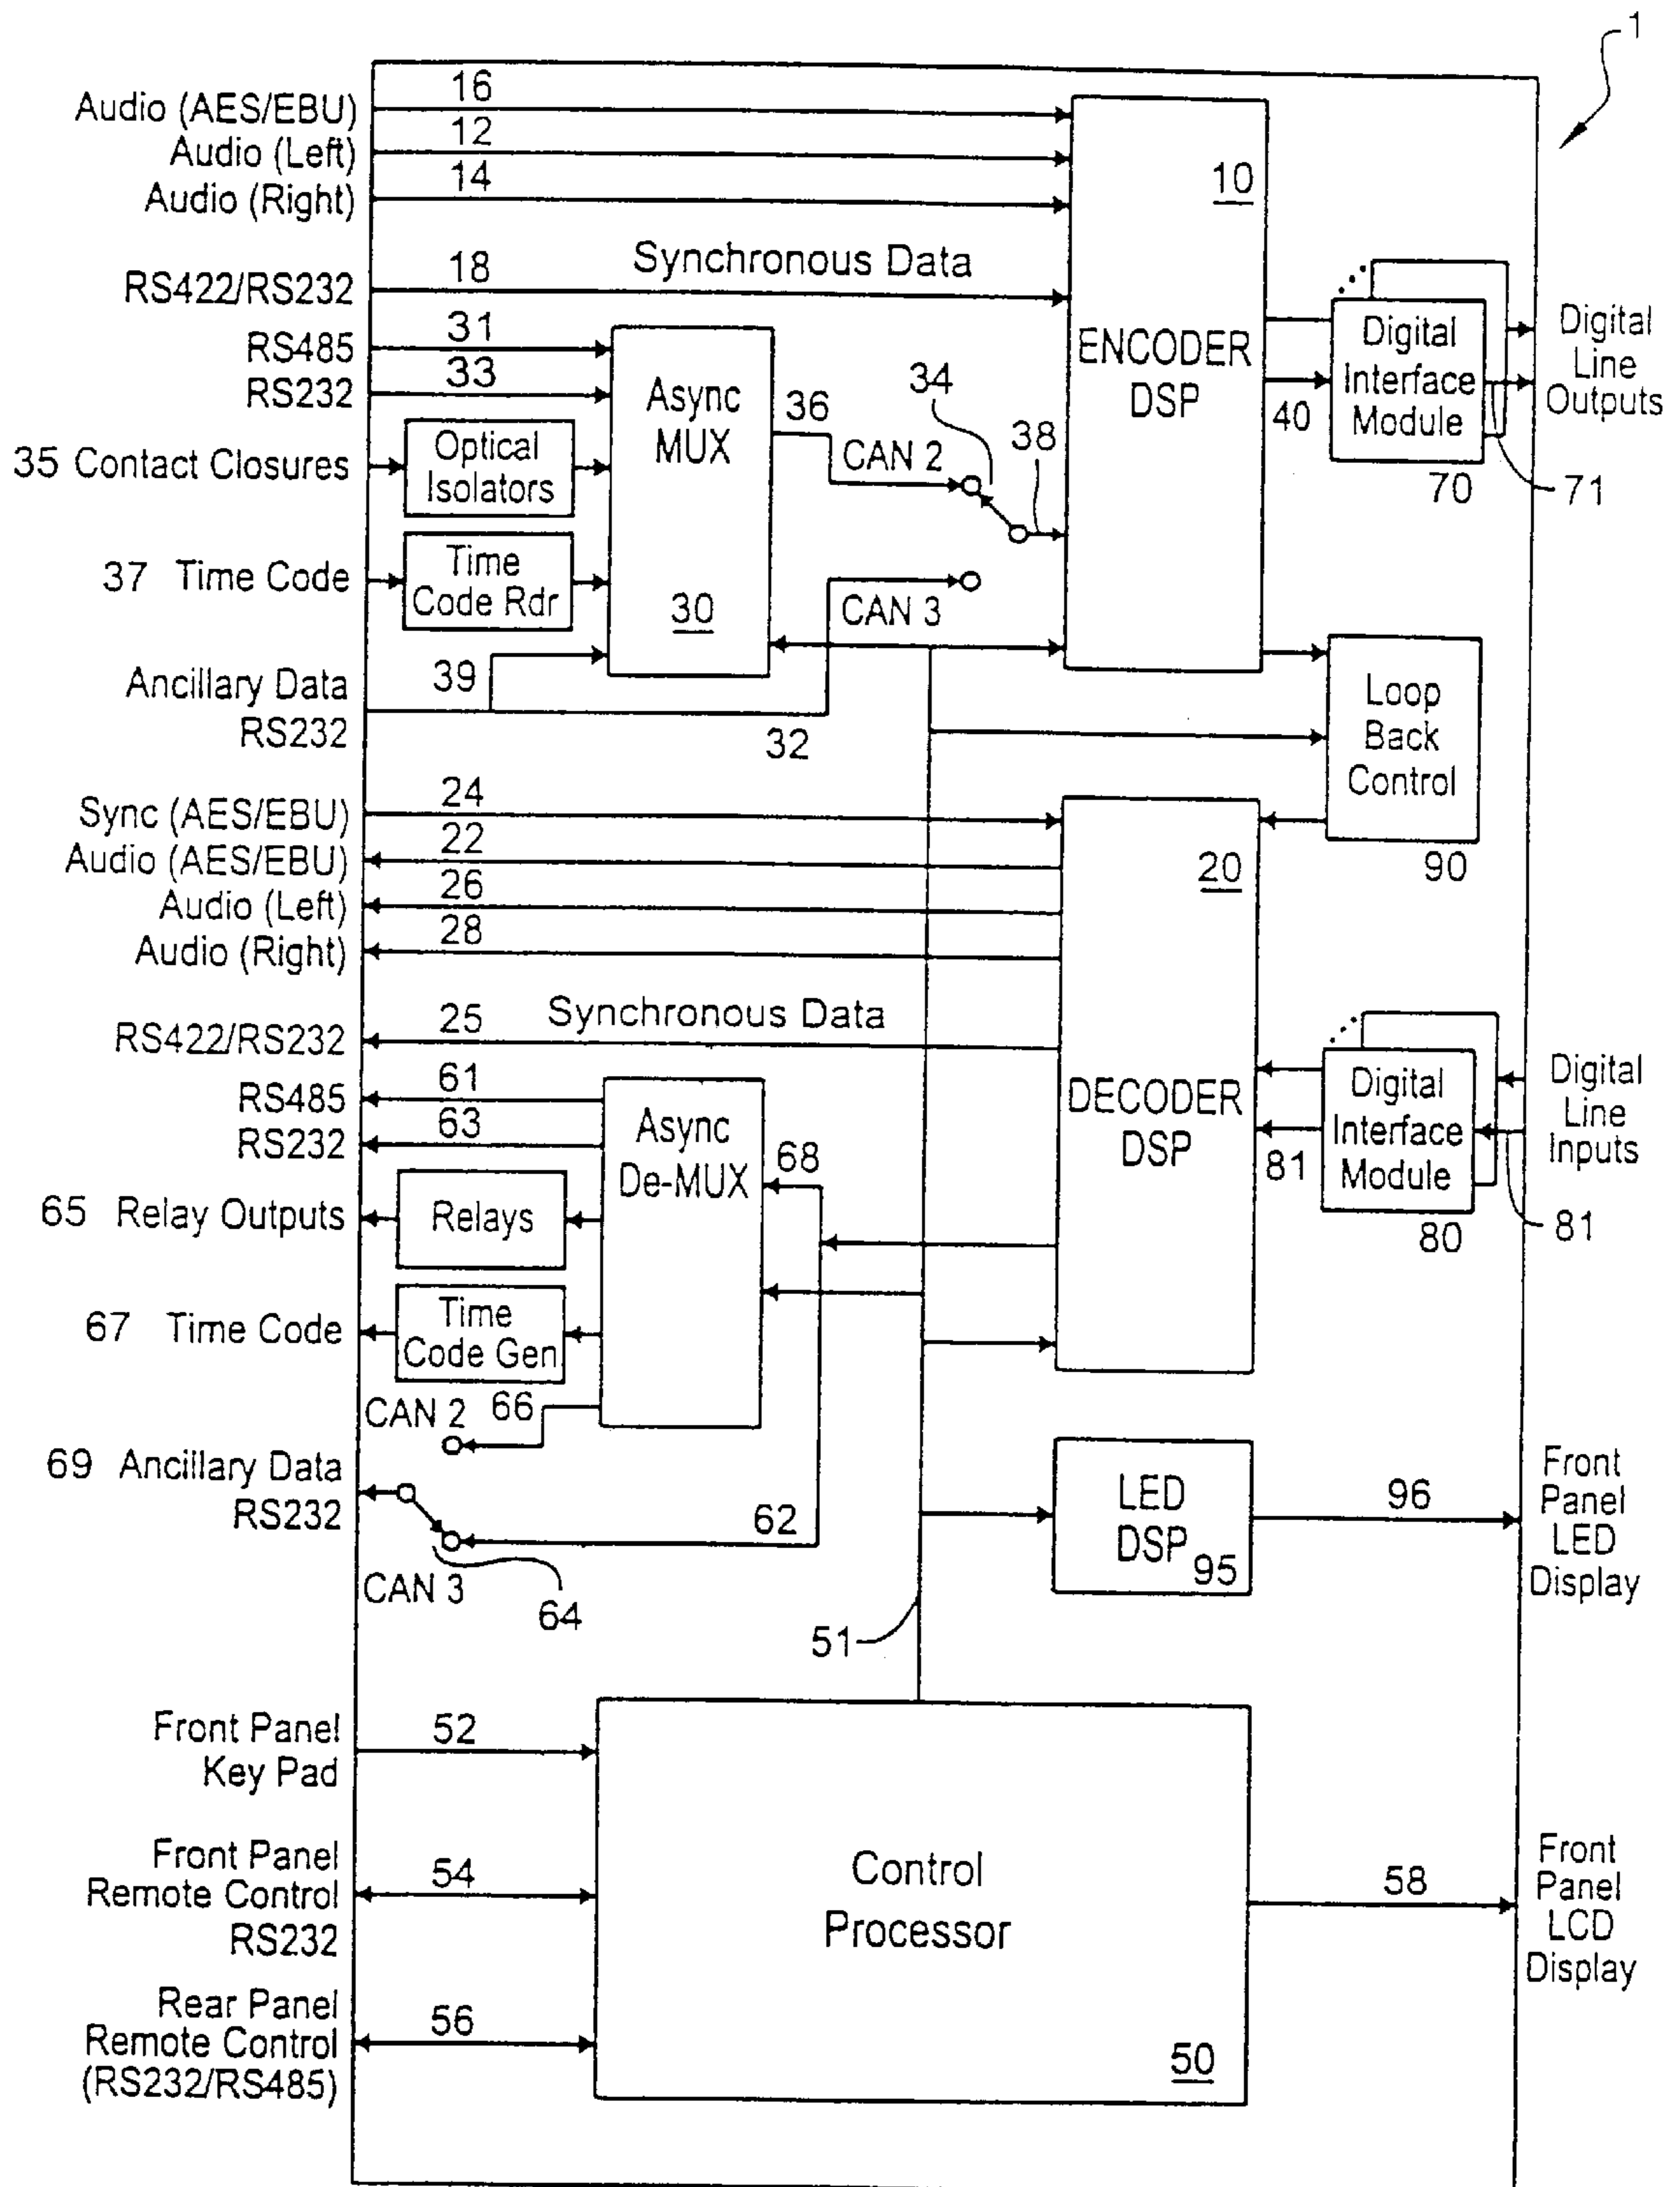 1
Audio (AES/EBU) 16
Audio (Left) 12
Audio (Right) 14
10
RS422/RS232 18 Synchronous Data
RS485 31
RS232 33
Async
MUX
30
35 Contact Closures
Optical
Isolators
37 Time Code
Time
Code Rdr
Ancillary Data
RS232
39
32
36
CAN 2
34
38
CAN 3
ENCODER
DSP
40
Digital
Interface
Module
70
71
Digital
Line
Outputs
Loop
Back
Control
90
Sync (AES/EBU) 24
Audio (AES/EBU) 22
Audio (Left) 26
Audio (Right) 28
20
RS422/RS232 25 Synchronous Data
RS485 61
RS232 63
Async
De-MUX
68
65 Relay Outputs
Relays
67 Time Code
Time
Code Gen
CAN 2 66
69 Ancillary Data
RS232
62
CAN 3
64
DECODER
DSP
81
Digital
Interface
Module
80
81
Digital
Line
Inputs
LED
DSP 95
96
Front
Panel
LED
Display
51
Front Panel
Key Pad
52
Front Panel
Remote Control
RS232
54
Rear Panel
Remote Control
(RS232/RS485)
56
Control
Processor
50
58
Front
Panel
LCD
Display